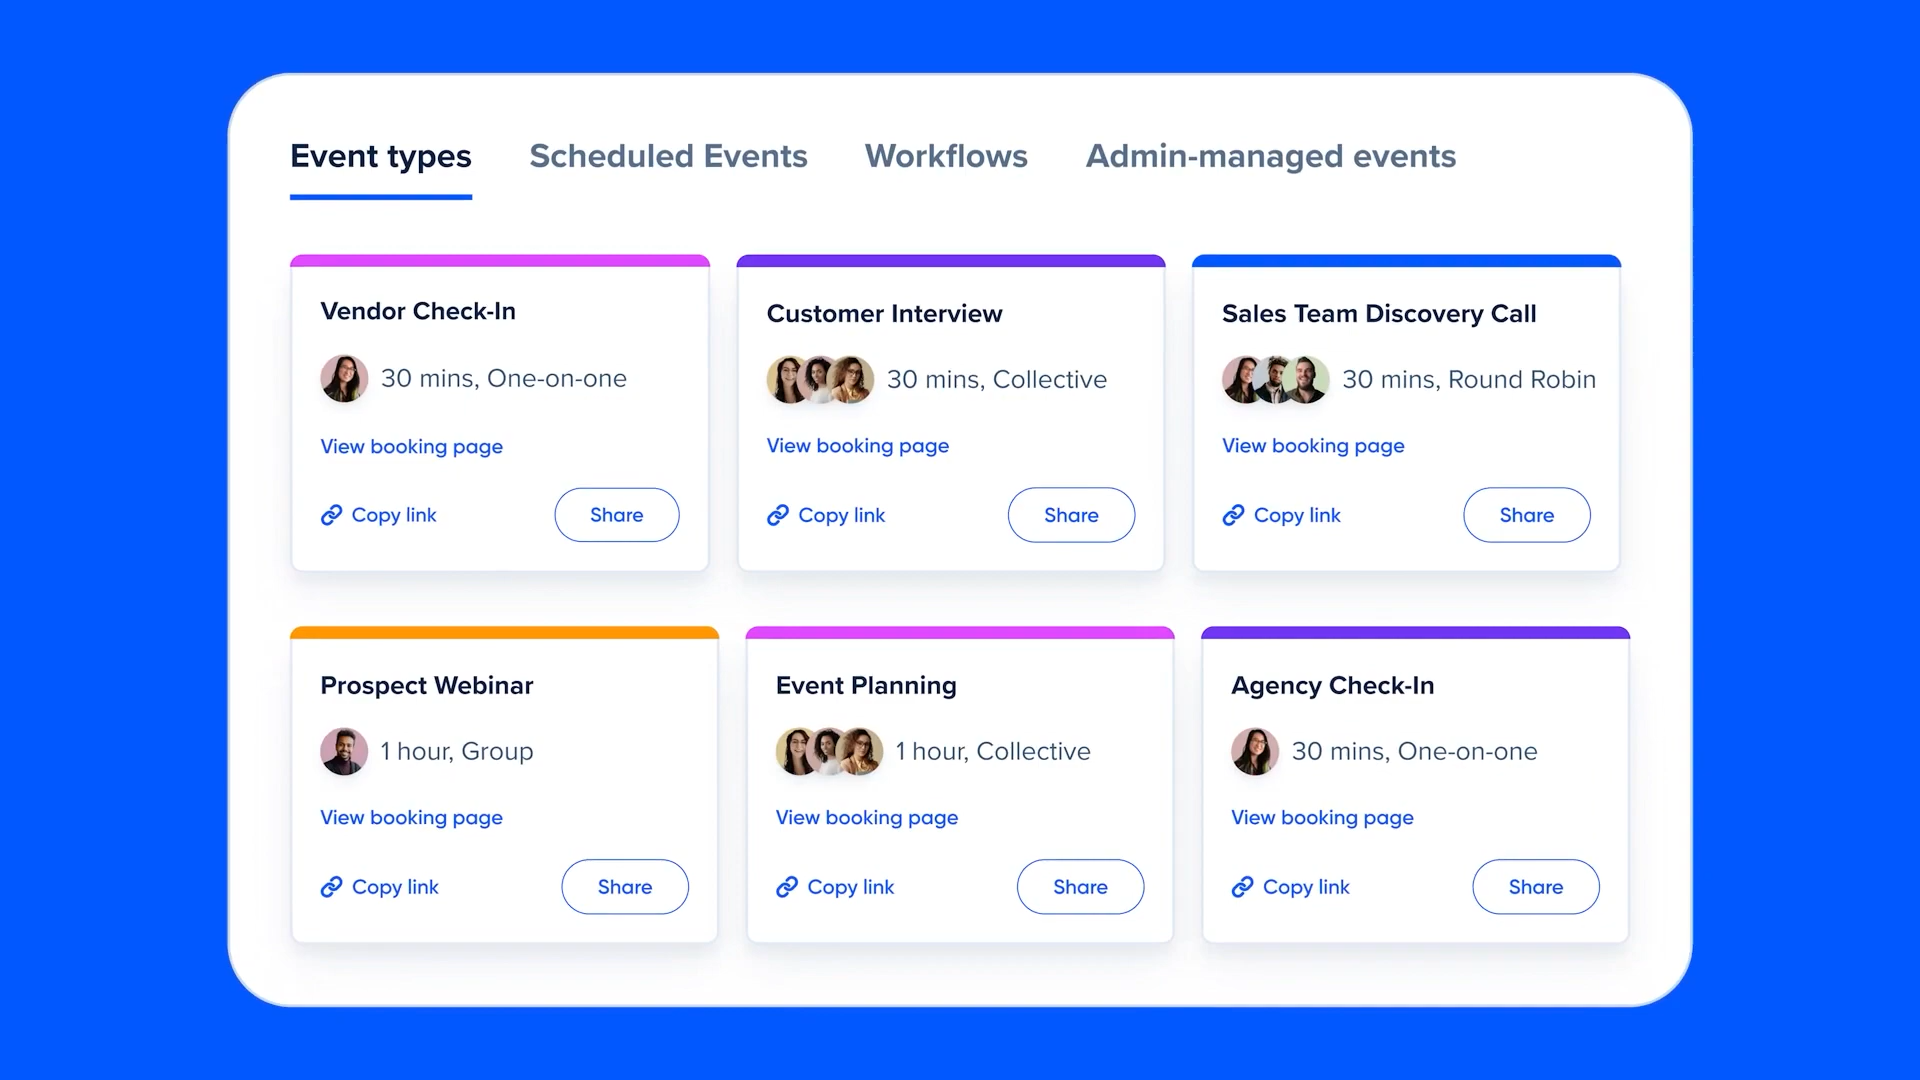 Event types Scheduled Events Workflows Admin-managed events
Vendor Check-In
30 mins, One-on-one
View booking page
Copy link Share
Customer Interview
30 mins, Collective
View booking page
Copy link Share
Sales Team Discovery Call
30 mins, Round Robin
View booking page
Copy link Share
Prospect Webinar
1 hour, Group
View booking page
Copy link Share
Event Planning
1 hour, Collective
View booking page
Copy link Share
Agency Check-In
30 mins, One-on-one
View booking page
Copy link Share